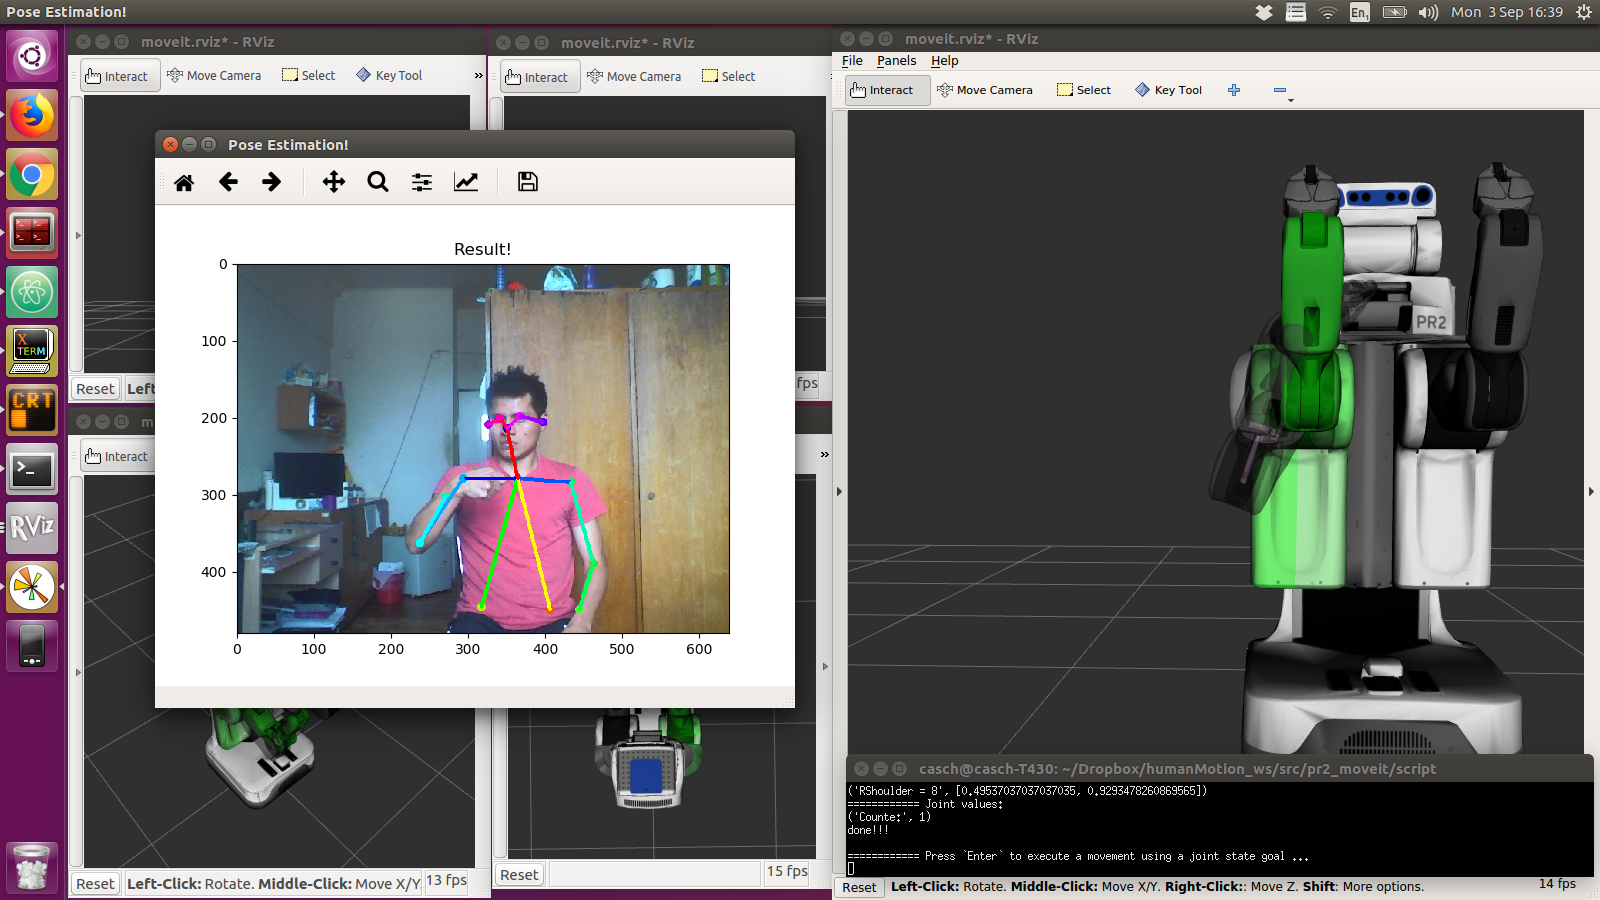 Pose Estimation!
En1
Mon 3 Sep 16:39
moveit.rviz* - RViz
Interact
Move Camera
Select
Key Tool
»
moveit.rviz* - RViz
Interact
Move Camera
Select
moveit.rviz* - RViz
File
Panels
Help
Interact
Move Camera
Select
Key Tool
Pose Estimation!
Result!
0
100
200
300
400
0
100
200
300
400
500
600
X
TERM
CRT
>_
RViz
PR2
Reset
Left
fps
m
Interact
»
Reset
Left-Click: Rotate. Middle-Click: Move X/Y
13 fps
Reset
15 fps
casch@casch-T430: ~/Dropbox/humanMotion_ws/src/pr2_moveit/script
('RShoulder = 8', [0.49537037037037035, 0.9293478260869565])
============ Joint values:
('Counte:', 1)
done!!!
============ Press `Enter` to execute a movement using a joint state goal ...
Reset
Left-Click: Rotate. Middle-Click: Move X/Y. Right-Click:: Move Z. Shift: More options.
14 fps